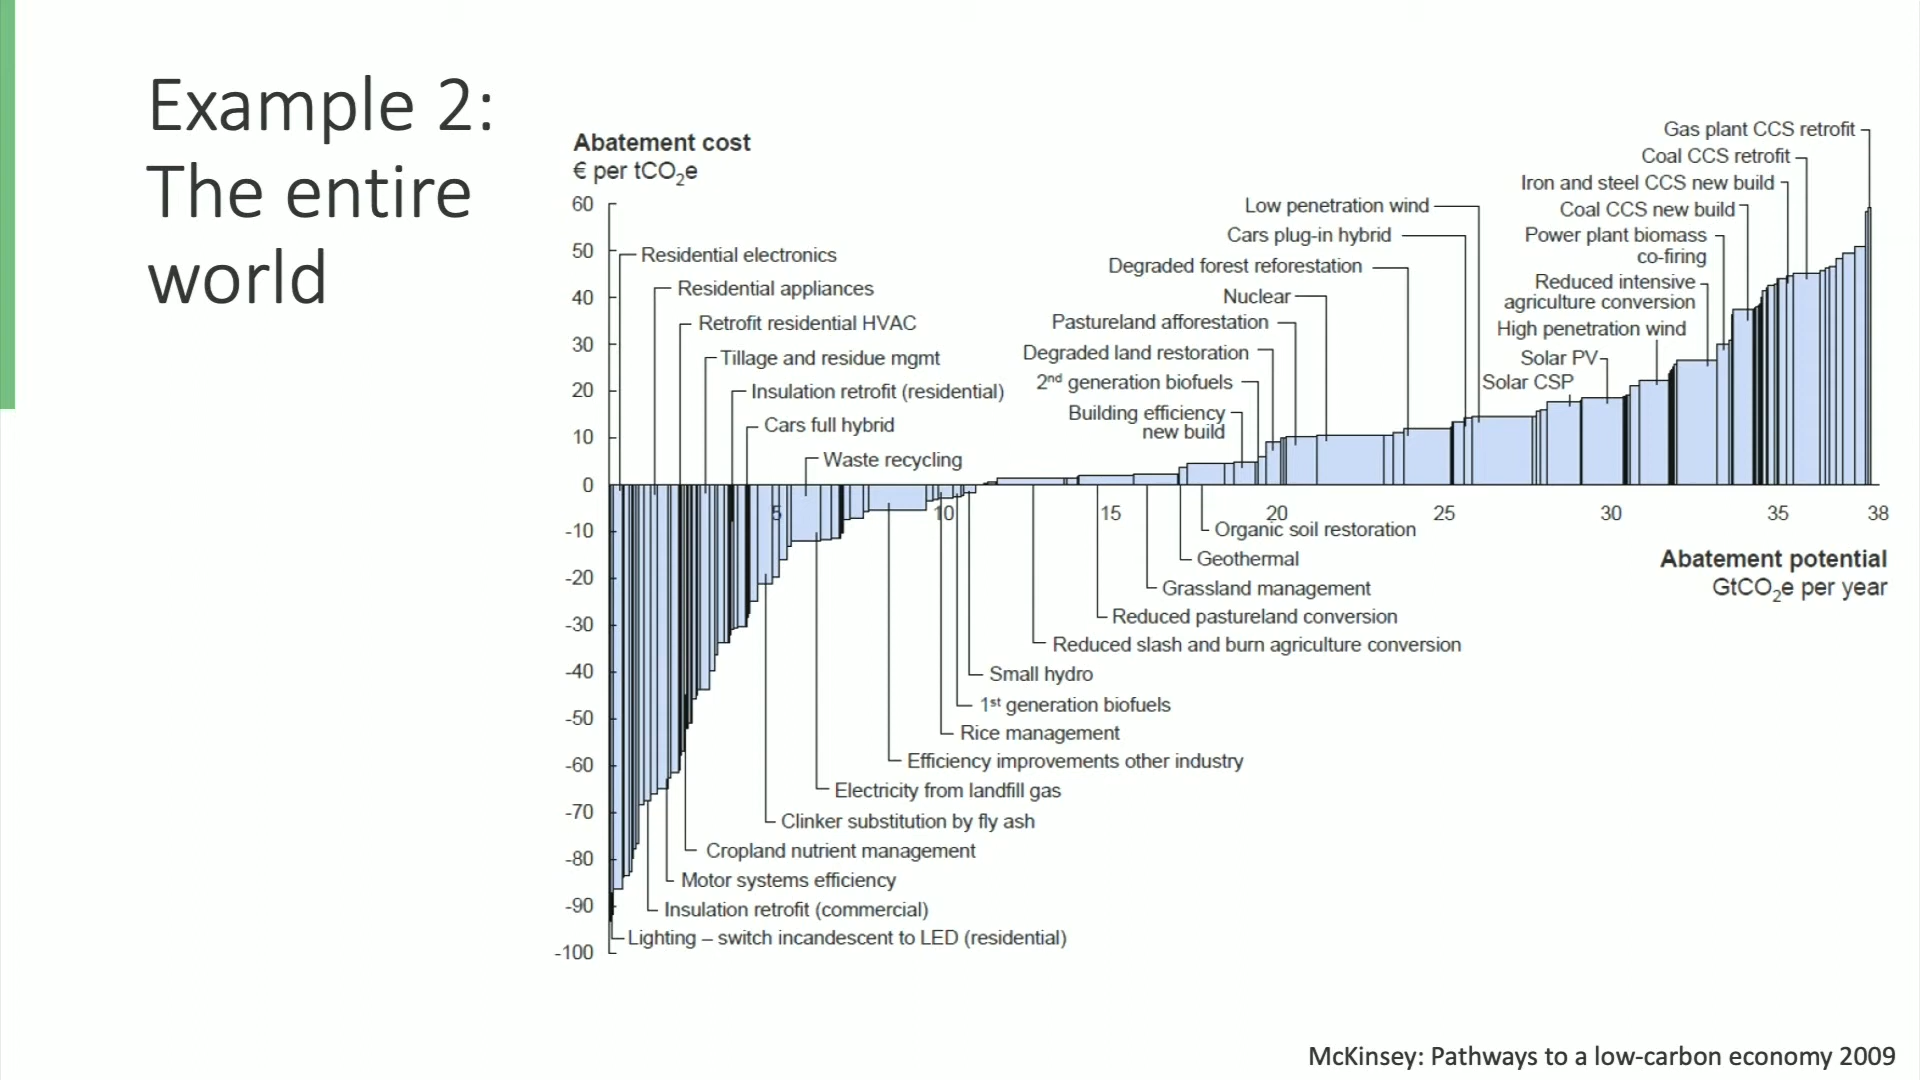 Example 2:
The entire
world
Abatement cost
€ per tCO2e
60
50
40
30
20
10
0
-10
-20
-30
-40
-50
-60
-70
-80
-90
-100
Residential electronics
Residential appliances
Retrofit residential HVAC
Tillage and residue mgmt
Insulation retrofit (residential)
Cars full hybrid
Waste recycling
Gas plant CCS retrofit
Coal CCS retrofit
Iron and steel CCS new build
Coal CCS new build
Power plant biomass
co-firing
Reduced intensive
agriculture conversion
High penetration wind
Solar PV
Solar CSP
Low penetration wind
Cars plug-in hybrid
Degraded forest reforestation
Nuclear
Pastureland afforestation
Degraded land restoration
2nd generation biofuels
Building efficiency
new build
5 10 15 20 25 30 35 38
Abatement potential
GtCO2e per year
Organic soil restoration
Geothermal
Grassland management
Reduced pastureland conversion
Reduced slash and burn agriculture conversion
Small hydro
1st generation biofuels
Rice management
Efficiency improvements other industry
Electricity from landfill gas
Clinker substitution by fly ash
Cropland nutrient management
Motor systems efficiency
Insulation retrofit (commercial)
Lighting – switch incandescent to LED (residential)
McKinsey: Pathways to a low-carbon economy 2009